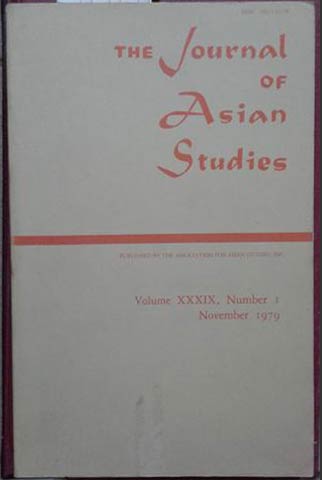 THE Journal
OF
Asian
Studies
PUBLISHED BY THE ASSOCIATION FOR ASIAN STUDIES, INC.
Volume XXXIX, Number 1
November 1979